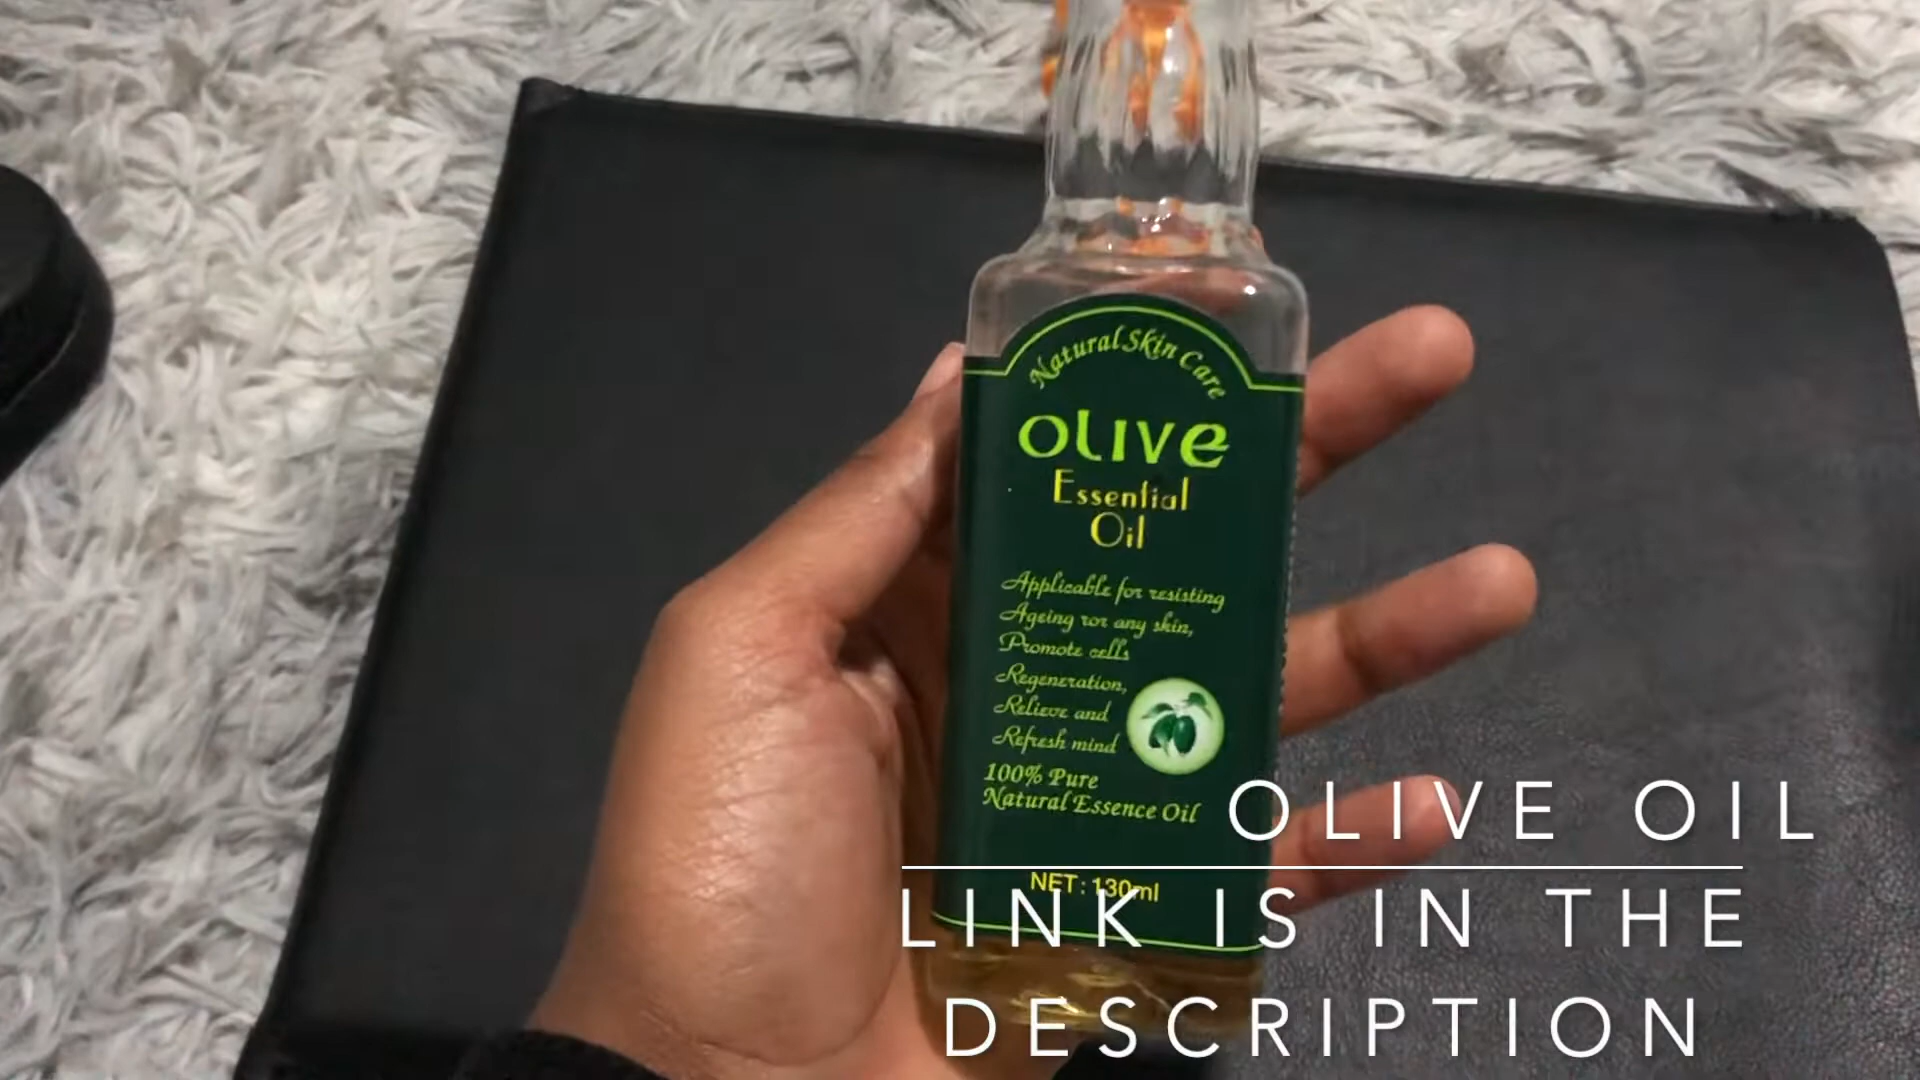 Natural Skin Care
OLIVE
Essential
Oil
Applicable for resisting
Ageing ror any skin,
Promote cells
Regeneration,
Relieve and
Refresh mind
100% Pure
Natural Essence Oil
NET: 130ml
OLIVE OIL
LINK IS IN THE
DESCRIPTION